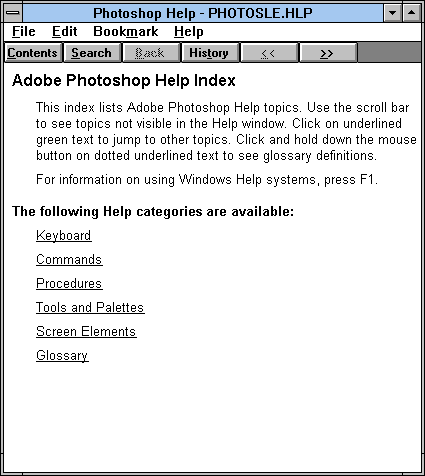 Photoshop Help - PHOTOSLE.HLP
File Edit Bookmark Help
Contents Search Back History << >>
Adobe Photoshop Help Index
This index lists Adobe Photoshop Help topics. Use the scroll bar
to see topics not visible in the Help window. Click on underlined
green text to jump to other topics. Click and hold down the mouse
button on dotted underlined text to see glossary definitions.
For information on using Windows Help systems, press F1.
The following Help categories are available:
Keyboard
Commands
Procedures
Tools and Palettes
Screen Elements
Glossary